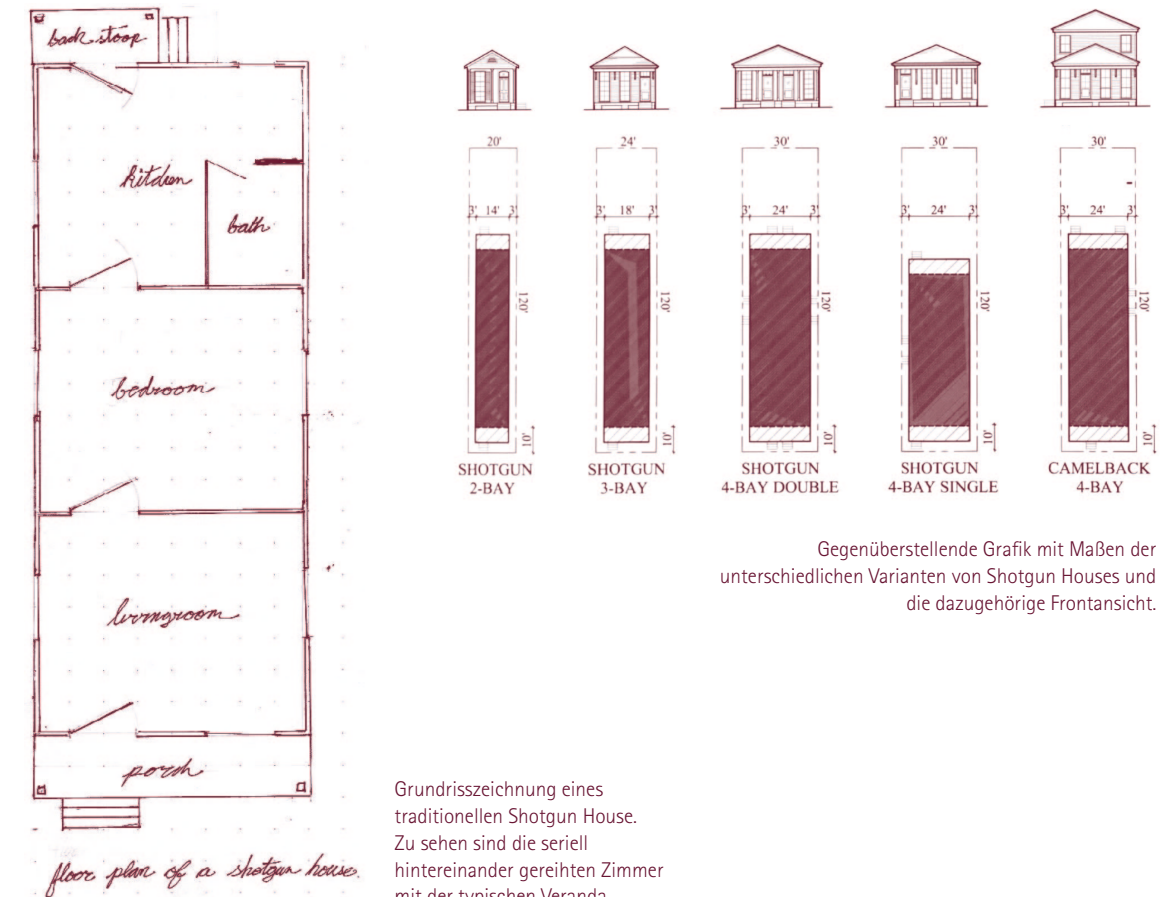 back stoop
kitchen
bath
bedroom
livingroom
porch
floor plan of a shotgun house.
20'
3' 14' 3'
120'
10'
SHOTGUN
2-BAY
24'
3' 18' 3'
120'
SHOTGUN
3-BAY
30'
3' 24' 3'
120'
10'
SHOTGUN
4-BAY DOUBLE
30'
3' 24' 3'
120'
10'
SHOTGUN
4-BAY SINGLE
30'
3' 24' 3'
120'
10'
CAMELBACK
4-BAY
Gegenüberstellende Grafik mit Maßen der
unterschiedlichen Varianten von Shotgun Houses und
die dazugehörige Frontansicht.
Grundrisszeichnung eines
traditionellen Shotgun House.
Zu sehen sind die seriell
hintereinander gereihten Zimmer
mit der typischen Veranda